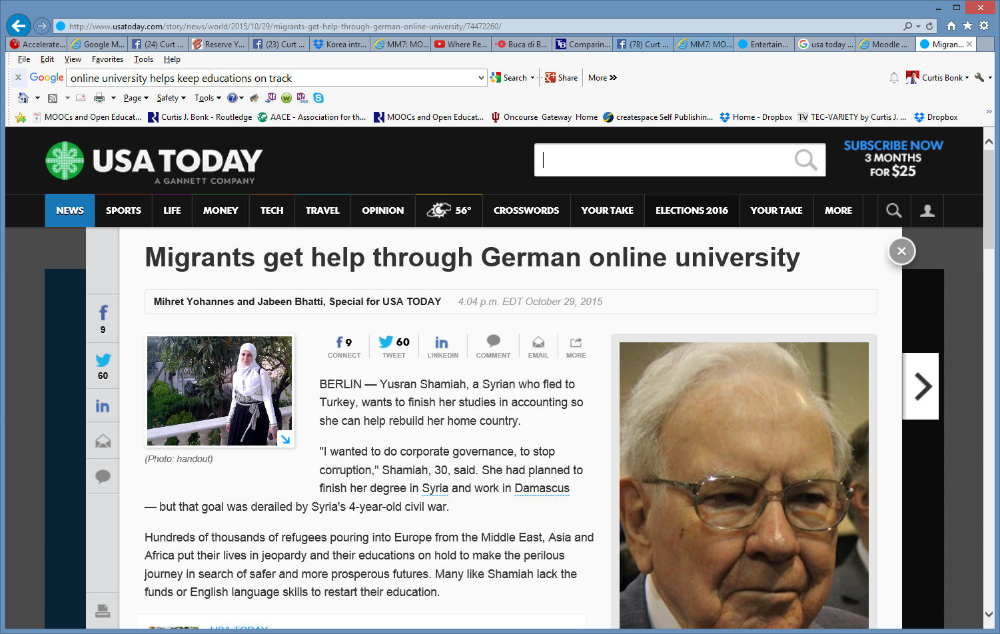 http://www.usatoday.com/story/news/world/2015/10/29/migrants-get-help-through-german-online-university/74472260/
Accelerate... Google M... (24) Curt ... Reserve Y... (23) Curt ... Korea intr... MM7: MO... Where Re... Buca di B... Comparin... (78) Curt ... MM7: MO... Entertain... usa today ... Moodle ... Migran...
File Edit View Favorites Tools Help
x Google online university helps keep educations on track Search Share More » Curtis Bonk
Page Safety Tools
MOOCs and Open Educat... Curtis J. Bonk - Routledge AACE - Association for th... MOOCs and Open Educat... Oncourse Gateway Home createspace Self Publishin... Home - Dropbox TEC-VARIETY by Curtis J. ... Dropbox
USA TODAY
A GANNETT COMPANY
SUBSCRIBE NOW
3 MONTHS
FOR $25
NEWS SPORTS LIFE MONEY TECH TRAVEL OPINION 56° CROSSWORDS YOUR TAKE ELECTIONS 2016 YOUR TAKE MORE
Migrants get help through German online university
Mihret Yohannes and Jabeen Bhatti, Special for USA TODAY 4:04 p.m. EDT October 29, 2015
9
60
in
(Photo: handout)
9 60 in
CONNECT TWEET LINKEDIN COMMENT EMAIL MORE
BERLIN — Yusran Shamiah, a Syrian who fled to
Turkey, wants to finish her studies in accounting so
she can help rebuild her home country.
"I wanted to do corporate governance, to stop
corruption," Shamiah, 30, said. She had planned to
finish her degree in Syria and work in Damascus
— but that goal was derailed by Syria's 4-year-old civil war.
Hundreds of thousands of refugees pouring into Europe from the Middle East, Asia and
Africa put their lives in jeopardy and their educations on hold to make the perilous
journey in search of safer and more prosperous futures. Many like Shamiah lack the
funds or English language skills to restart their education.
USA TODAY